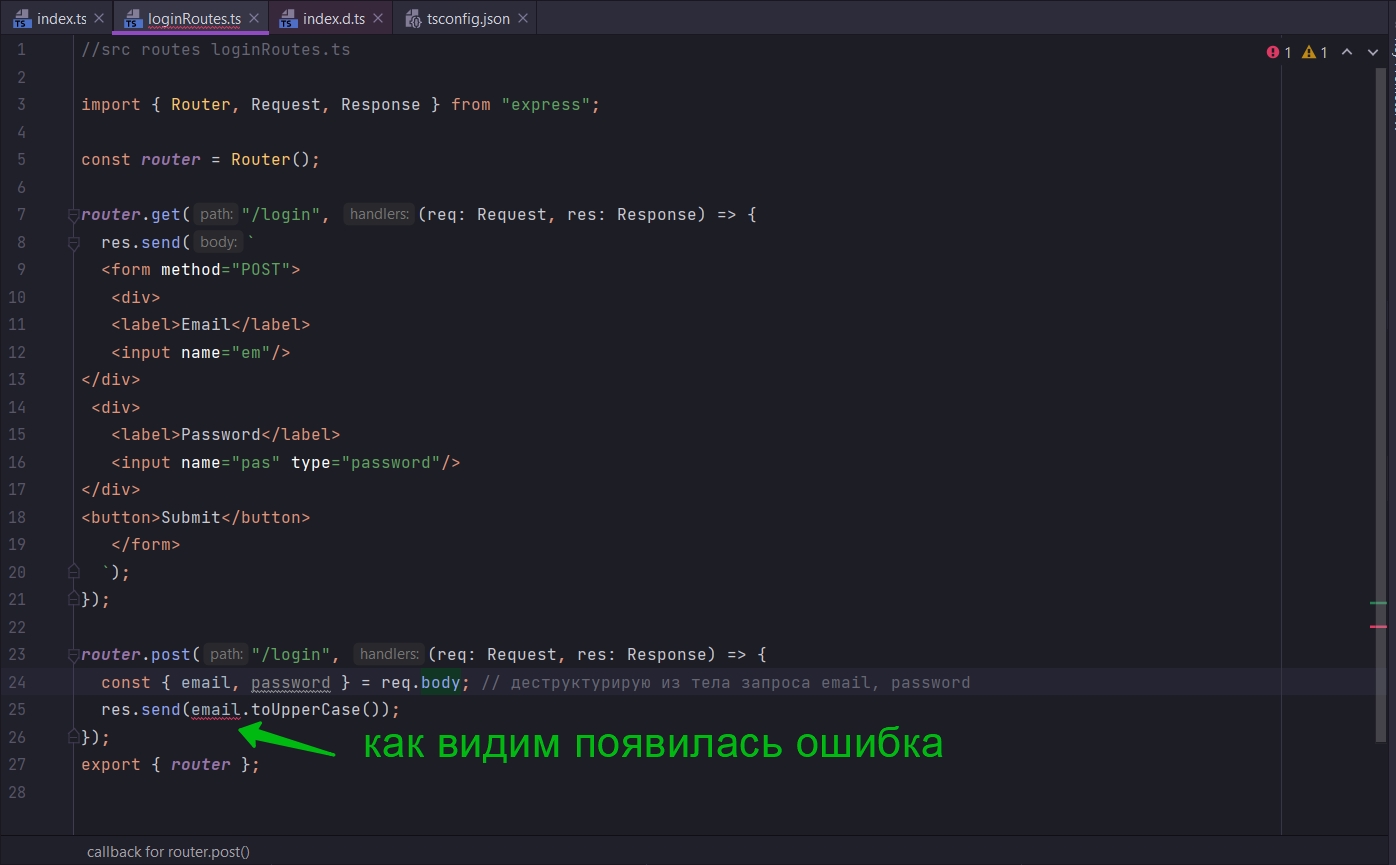 index.ts loginRoutes.ts index.d.ts tsconfig.json
1 //src routes loginRoutes.ts 1 1
2
3 import { Router, Request, Response } from "express";
4
5 const router = Router();
6
7 router.get( path: "/login", handlers: (req: Request, res: Response) => {
8 res.send( body: `
9 <form method="POST">
10 <div>
11 <label>Email</label>
12 <input name="em"/>
13 </div>
14 <div>
15 <label>Password</label>
16 <input name="pas" type="password"/>
17 </div>
18 <button>Submit</button>
19 </form>
20 `);
21 });
22
23 router.post( path: "/login", handlers: (req: Request, res: Response) => {
24 const { email, password } = req.body; // деструктурирую из тела запроса email, password
25 res.send(email.toUpperCase());
26 });
как видим появилась ошибка
27 export { router };
28
callback for router.post()